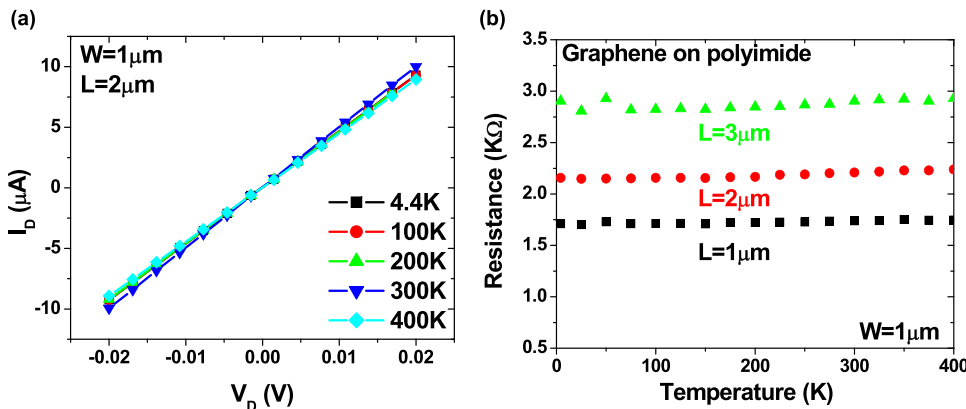 (a)
W=1μm
L=2μm
10
5
0
-5
-10
I_D (μA)
4.4K
100K
200K
300K
400K
-0.02 -0.01 0.00 0.01 0.02
V_D (V)
(b)
Graphene on polyimide
3.5
3.0
2.5
2.0
1.5
1.0
0.5
Resistance (KΩ)
L=3μm
L=2μm
L=1μm
W=1μm
0 100 200 300 400
Temperature (K)